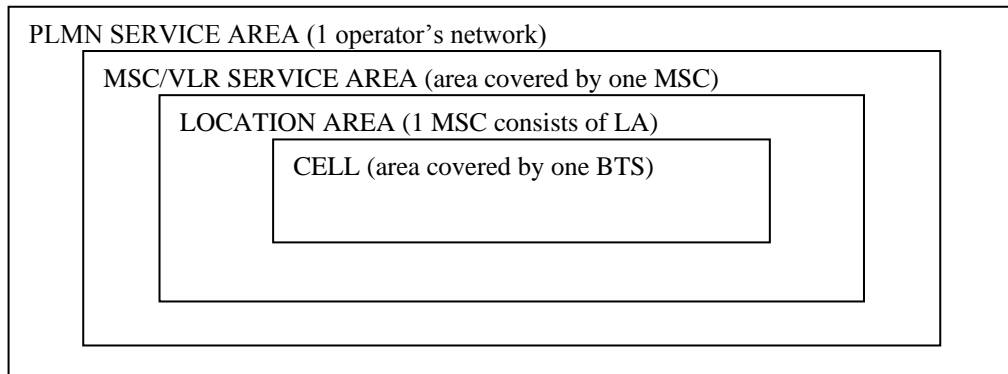 PLMN SERVICE AREA (1 operator’s network)
MSC/VLR SERVICE AREA (area covered by one MSC)
LOCATION AREA (1 MSC consists of LA)
CELL (area covered by one BTS)